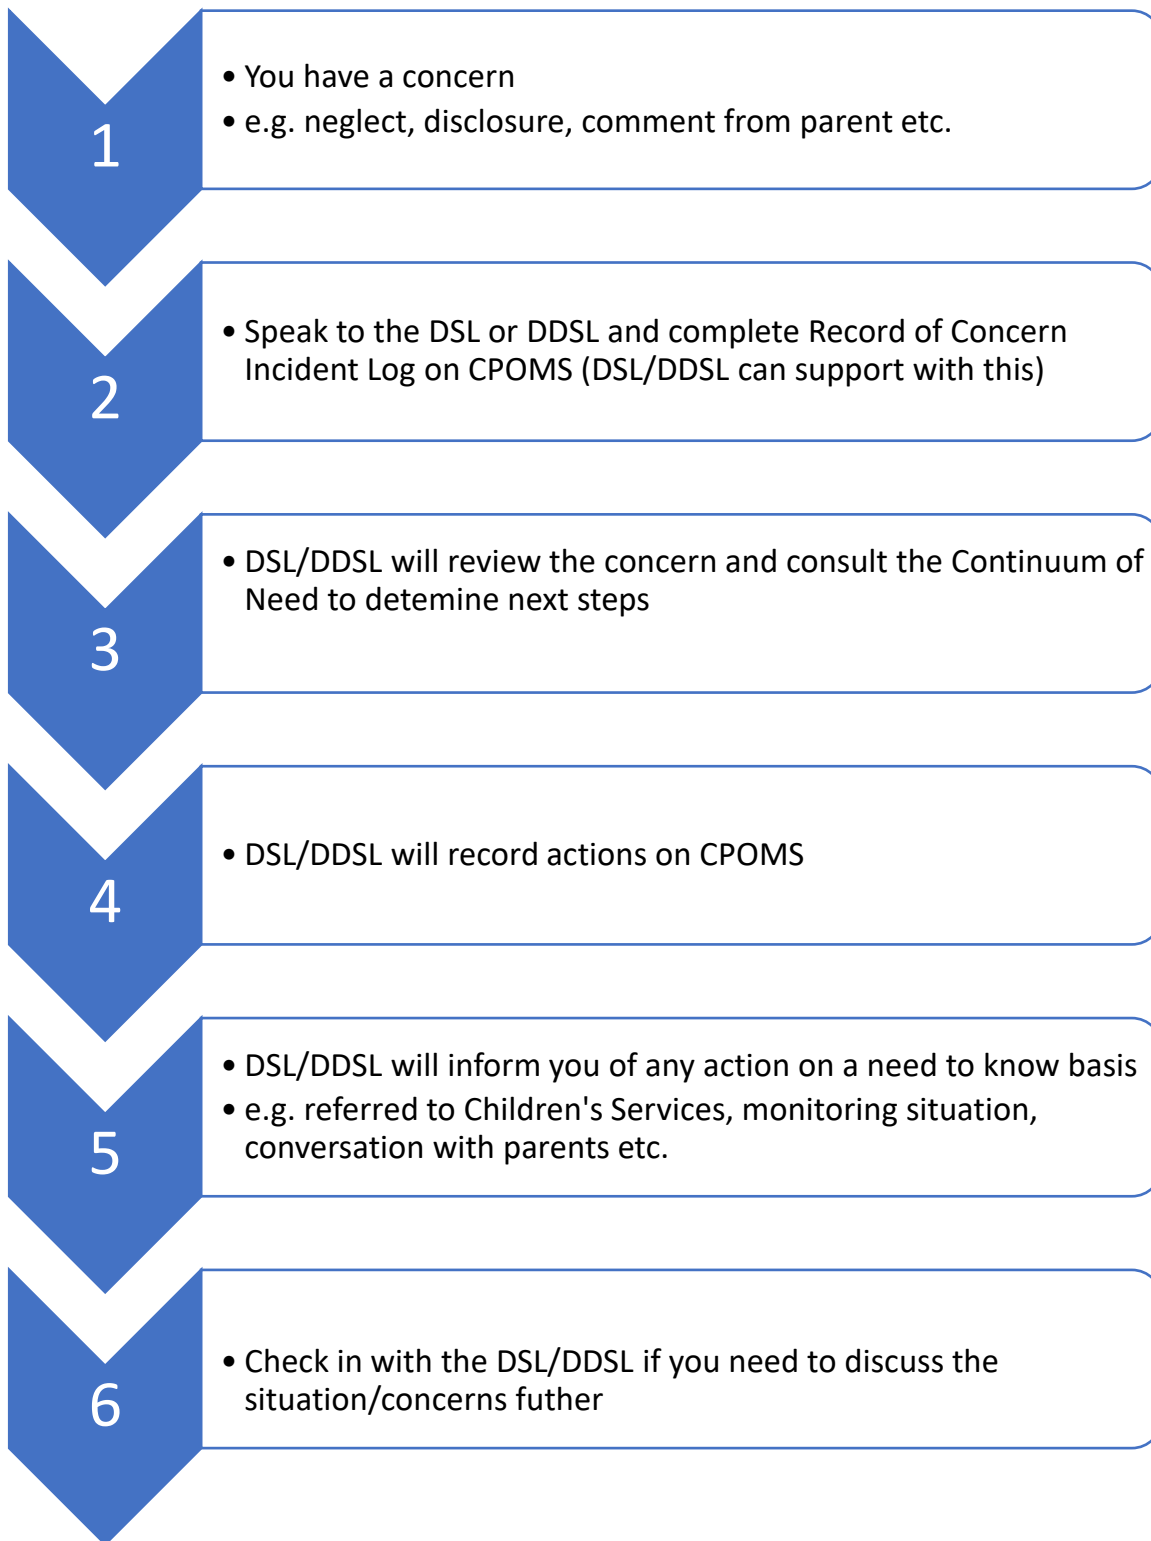 1
• You have a concern
• e.g. neglect, disclosure, comment from parent etc.
2
• Speak to the DSL or DDSL and complete Record of Concern
Incident Log on CPOMS (DSL/DDSL can support with this)
3
• DSL/DDSL will review the concern and consult the Continuum of
Need to detemine next steps
4
• DSL/DDSL will record actions on CPOMS
5
• DSL/DDSL will inform you of any action on a need to know basis
• e.g. referred to Children's Services, monitoring situation,
conversation with parents etc.
6
• Check in with the DSL/DDSL if you need to discuss the
situation/concerns futher